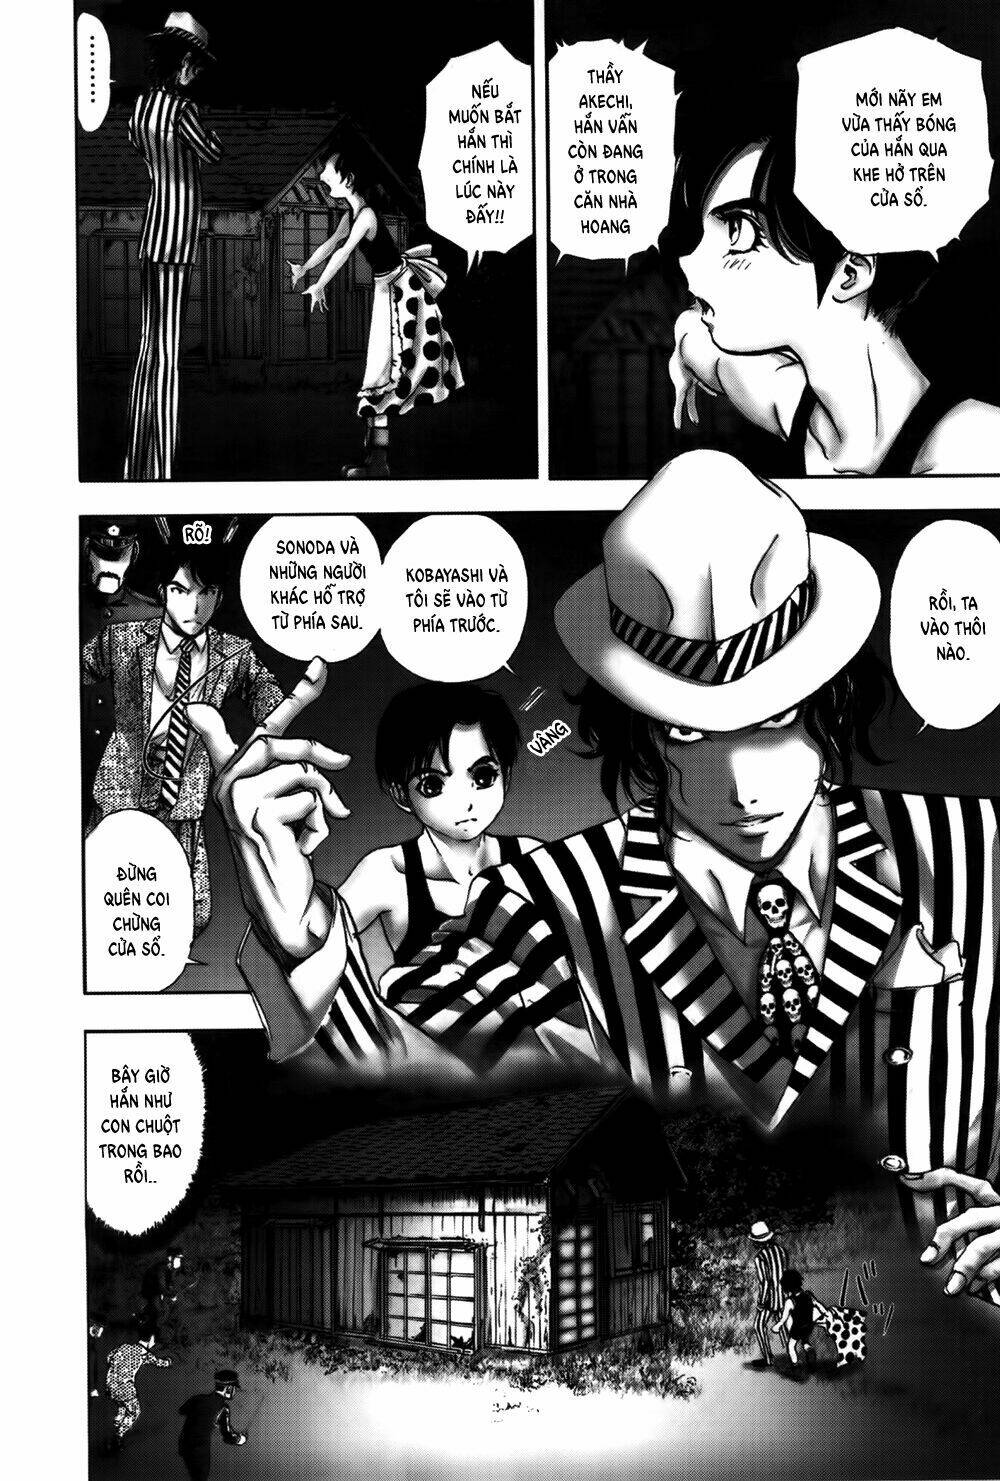 MỚI NÃY EM
VỪA THẤY BÓNG
CỦA HẮN QUA
KHE HỞ TRÊN
CỬA SỔ.
THẦY
AKECHI,
HẮN VẪN
CÒN ĐANG
Ở TRONG
CĂN NHÀ
HOANG
NẾU
MUỐN BẮT
HẮN THÌ
CHÍNH LÀ
LÚC NÀY
ĐẤY!!
.........
RỒI, TA
VÀO THÔI
NÀO.
KOBAYASHI VÀ
TÔI SẼ VÀO TỪ
PHÍA TRƯỚC.
VÂNG
SONODA VÀ
NHỮNG NGƯỜI
KHÁC HỖ TRỢ
TỪ PHÍA SAU.
RÕ!
ĐỪNG
QUÊN COI
CHỪNG
CỬA SỔ.
BÂY GIỜ
HẮN NHƯ
CON CHUỘT
TRONG BAO
RỒI..
バッ